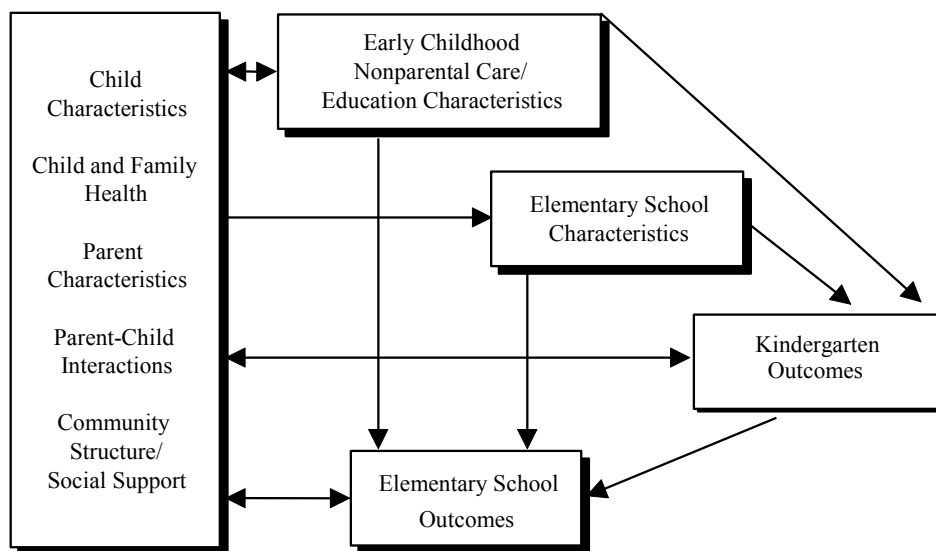 Child
Characteristics
Child and Family
Health
Parent
Characteristics
Parent-Child
Interactions
Community
Structure/
Social Support
Early Childhood
Nonparental Care/
Education Characteristics
Elementary School
Characteristics
Kindergarten
Outcomes
Elementary School
Outcomes